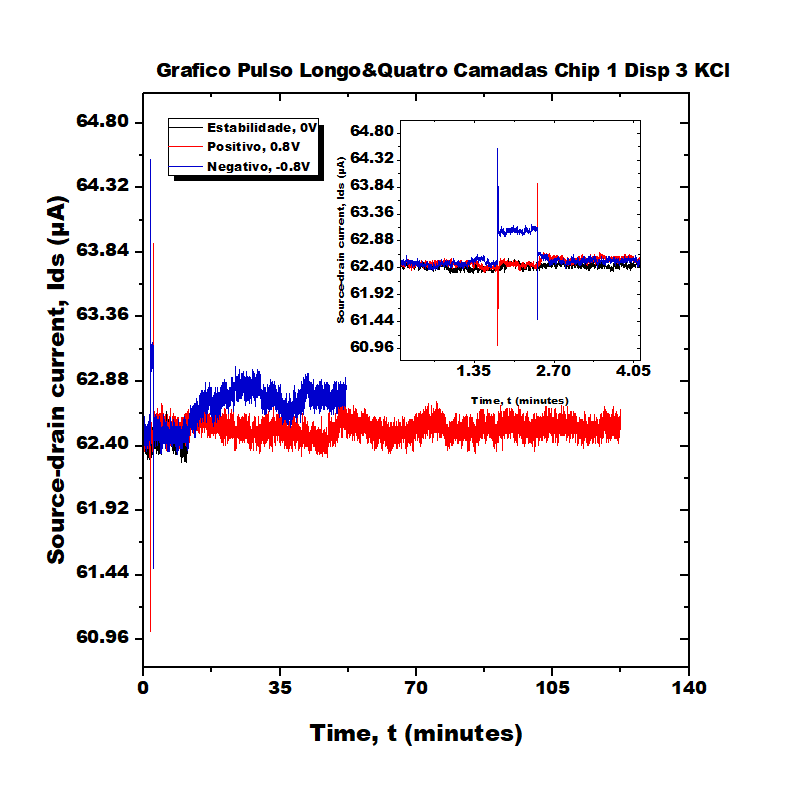 Grafico Pulso Longo&Quatro Camadas Chip 1 Disp 3 KCl
Source-drain current, Ids (µA)
64.80
64.32
63.84
63.36
62.88
62.40
61.92
61.44
60.96
Estabilidade, 0V
Positivo, 0.8V
Negativo, -0.8V
Source-drain current, Ids (µA)
64.80
64.32
63.84
63.36
62.88
62.40
61.92
61.44
60.96
1.35 2.70 4.05
Time, t (minutes)
0 35 70 105 140
Time, t (minutes)